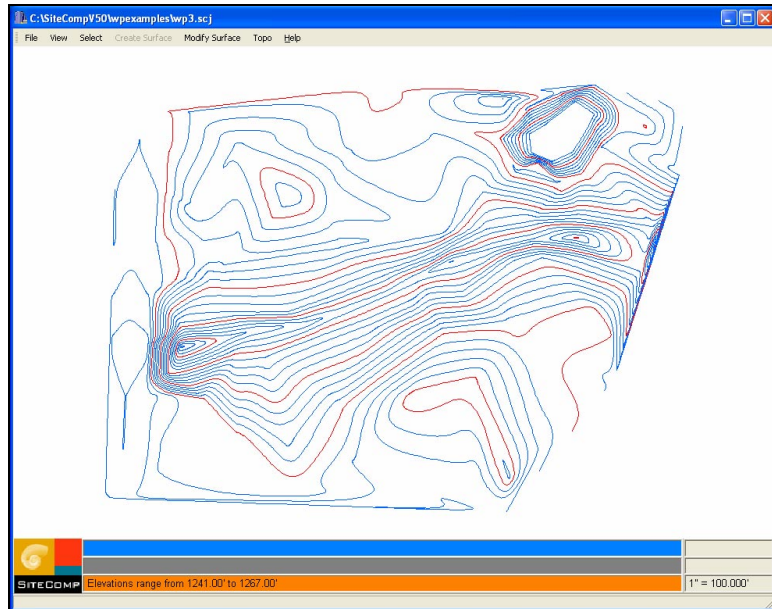 C:\SiteCompV50\wpexamples\wp3.scj
File View Select Create Surface Modify Surface Topo Help
SITECOMP
Elevations range from 1241.00' to 1267.00'
1" = 100.000'